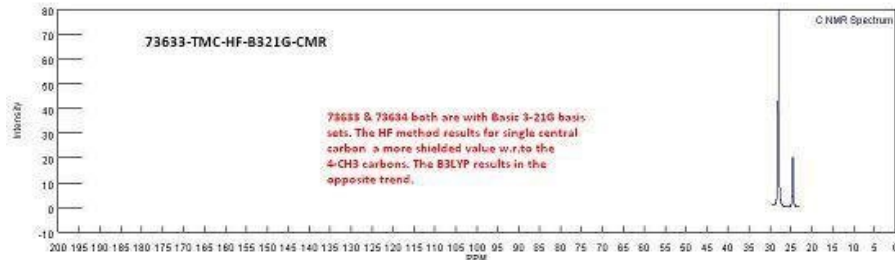 80
C NMR Spectrum
70
73633-TMC-HF-B321G-CMR
60
50
40
73633 & 73634 both are with Basic 3-21G basis
sets. The HF method results for single central
carbon a more shielded value w.r.to the
4-CH3 carbons. The B3LYP results in the
opposite trend.
Intensity
30
20
10
0
-10
200 195 190 185 180 175 170 165 160 155 150 145 140 135 130 125 120 115 110 105 100 95 90 85 80 75 70 65 60 55 50 45 40 35 30 25 20 15 10 5
PPM